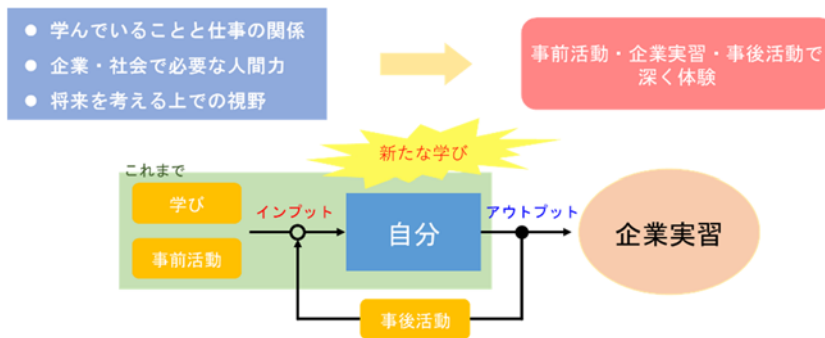 ● 学んでいることと仕事の関係
● 企業・社会で必要な人間力
● 将来を考える上での視野
事前活動・企業実習・事後活動で
深く体験
新たな学び
これまで
学び
インプット
自分
アウトプット
企業実習
事前活動
事後活動